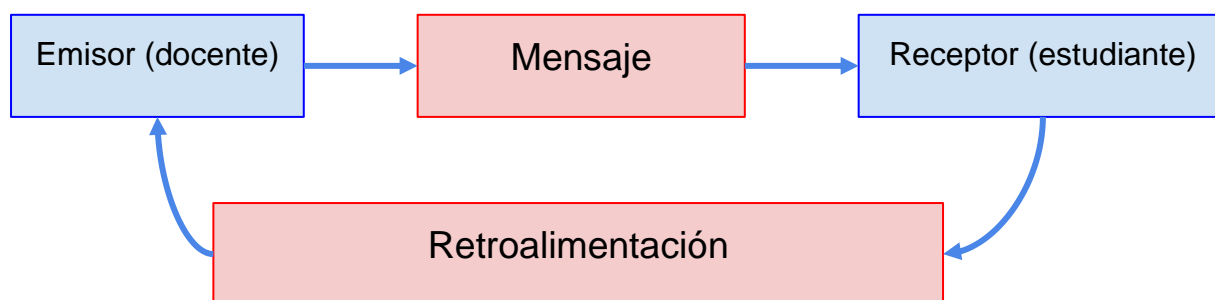 Emisor (docente)
Mensaje
Receptor (estudiante)
Retroalimentación